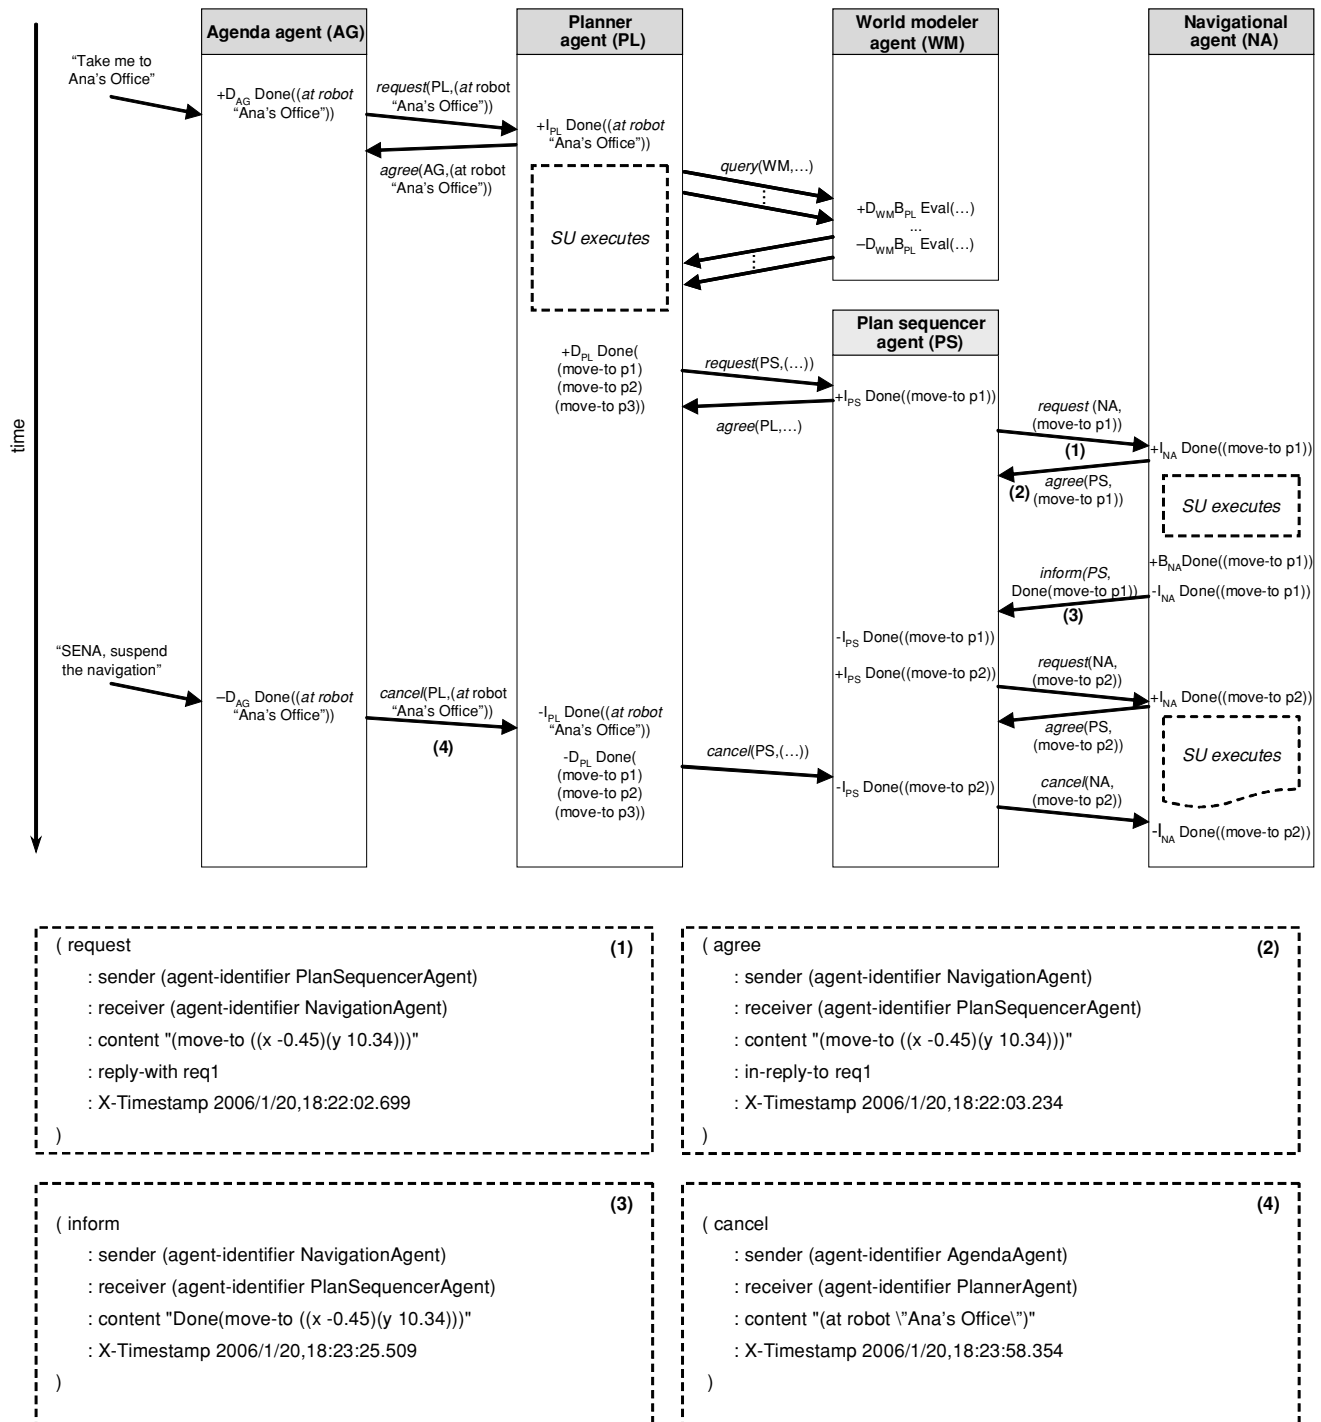 Agenda agent (AG)
Planner
agent (PL)
World modeler
agent (WM)
Navigational
agent (NA)
“Take me to
Ana’s Office”
+D_AG Done((at robot
“Ana’s Office”))
request(PL,(at robot
“Ana’s Office”))
+I_PL Done((at robot
“Ana’s Office”))
agree(AG,(at robot
“Ana’s Office”))
query(WM,…)
SU executes
+D_WM B_PL Eval(…)
...
–D_WM B_PL Eval(…)
Plan sequencer
agent (PS)
+D_PL Done(
(move-to p1)
(move-to p2)
(move-to p3))
request(PS,(…))
+I_PS Done((move-to p1))
agree(PL,…)
request (NA,
(move-to p1))
(1)
+I_NA Done((move-to p1))
agree(PS,
(2)
(move-to p1))
SU executes
+B_NA Done((move-to p1))
inform(PS,
Done(move-to p1))
-I_NA Done((move-to p1))
(3)
time
-I_PS Done((move-to p1))
“SENA, suspend
the navigation”
+I_PS Done((move-to p2))
request(NA,
(move-to p2))
–D_AG Done((at robot
“Ana’s Office”))
cancel(PL,(at robot
“Ana’s Office”))
(4)
-I_PL Done((at robot
“Ana’s Office”))
+I_NA Done((move-to p2))
agree(PS,
(move-to p2))
SU executes
-D_PL Done(
(move-to p1)
(move-to p2)
(move-to p3))
cancel(PS,(…))
-I_PS Done((move-to p2))
cancel(NA,
(move-to p2))
-I_NA Done((move-to p2))
( request (1)
: sender (agent-identifier PlanSequencerAgent)
: receiver (agent-identifier NavigationAgent)
: content "(move-to ((x -0.45)(y 10.34)))"
: reply-with req1
: X-Timestamp 2006/1/20,18:22:02.699
)
( agree (2)
: sender (agent-identifier NavigationAgent)
: receiver (agent-identifier PlanSequencerAgent)
: content "(move-to ((x -0.45)(y 10.34)))"
: in-reply-to req1
: X-Timestamp 2006/1/20,18:22:03.234
)
(3)
( inform
: sender (agent-identifier NavigationAgent)
: receiver (agent-identifier PlanSequencerAgent)
: content "Done(move-to ((x -0.45)(y 10.34)))"
: X-Timestamp 2006/1/20,18:23:25.509
)
(4)
( cancel
: sender (agent-identifier AgendaAgent)
: receiver (agent-identifier PlannerAgent)
: content "(at robot \”Ana’s Office\”)"
: X-Timestamp 2006/1/20,18:23:58.354
)